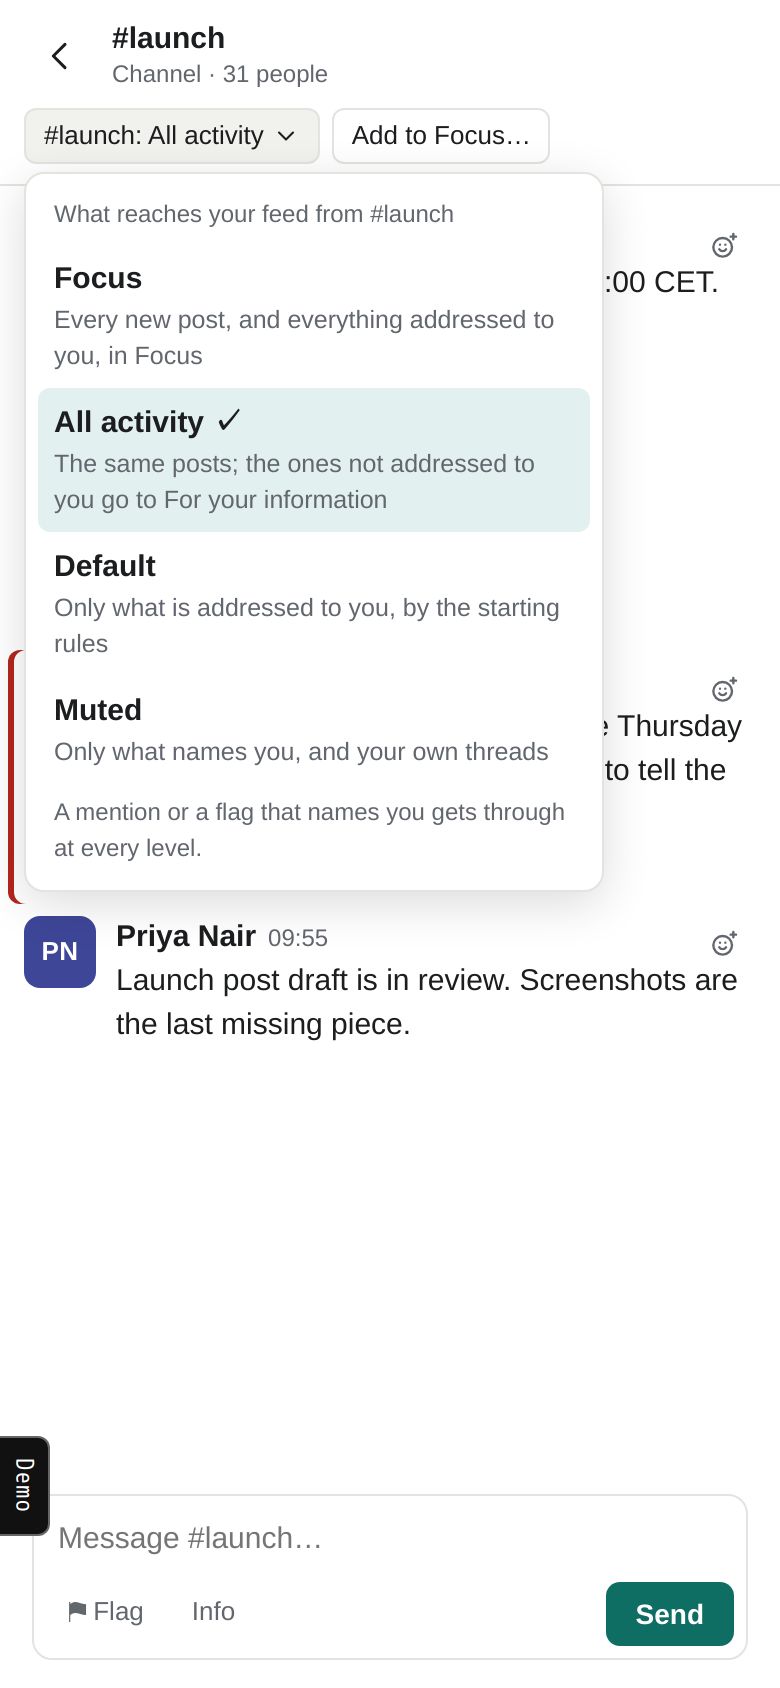 #launch
Channel · 31 people
#launch: All activity
Add to Focus…
What reaches your feed from #launch
Focus
Every new post, and everything addressed to
you, in Focus
All activity ✓
The same posts; the ones not addressed to
you go to For your information
Default
Only what is addressed to you, by the starting
rules
Muted
Only what names you, and your own threads
A mention or a flag that names you gets through
at every level.
:00 CET.
Thursday
to tell the
PN
Priya Nair 09:55
Launch post draft is in review. Screenshots are
the last missing piece.
Demo
Message #launch…
Flag
Info
Send